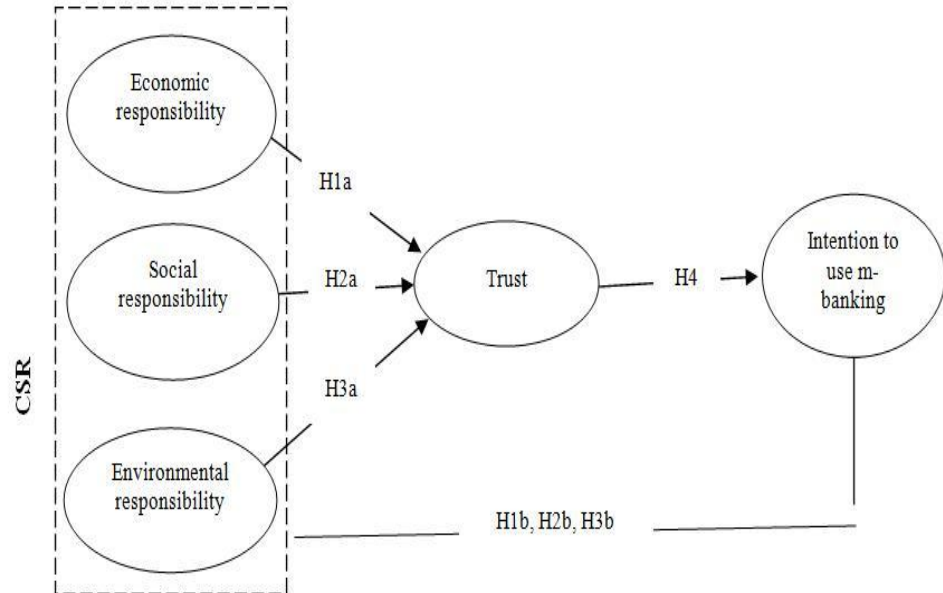 Economic
responsibility
H1a
Social
responsibility
H2a
Trust
H4
Intention to
use m-
banking
H3a
CSR
Environmental
responsibility
H1b, H2b, H3b